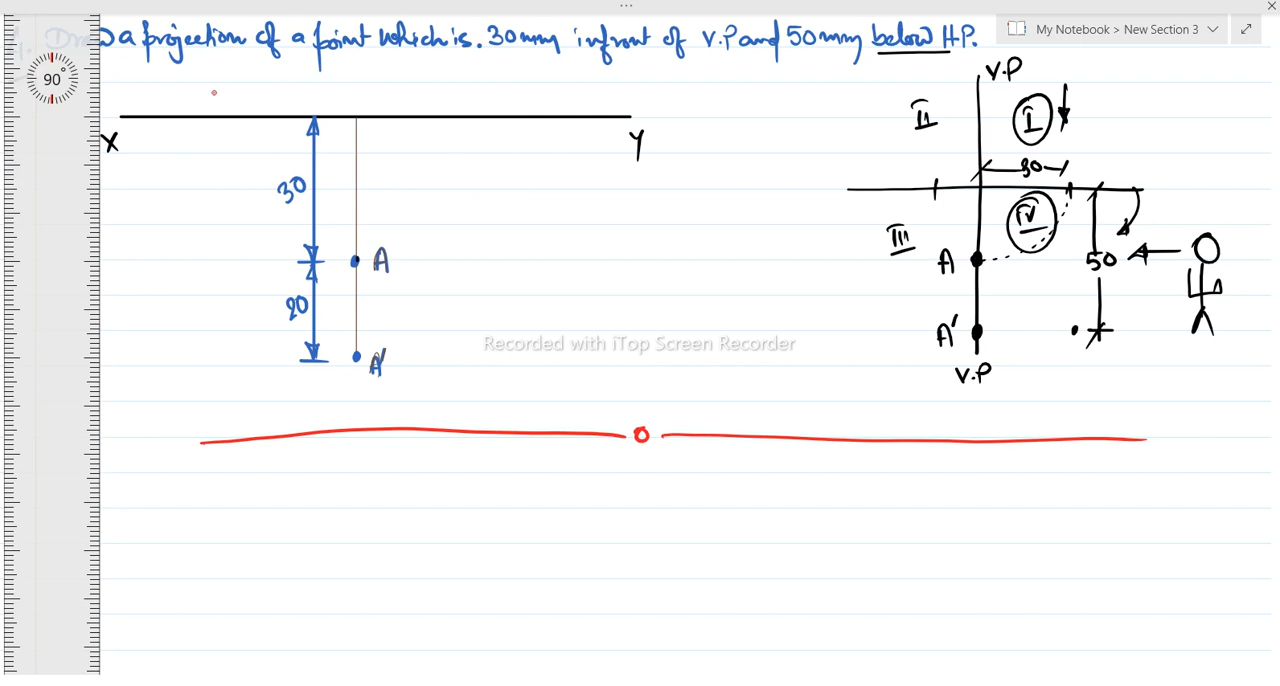 Draw a projection of a point which is. 30mm infront of V.P and 50mm below H.P.
My Notebook > New Section 3
90°
V.P
II
I
X
Y
30
30
IV
III
A
A
50
20
A'
A'
V.P
Recorded with iTop Screen Recorder